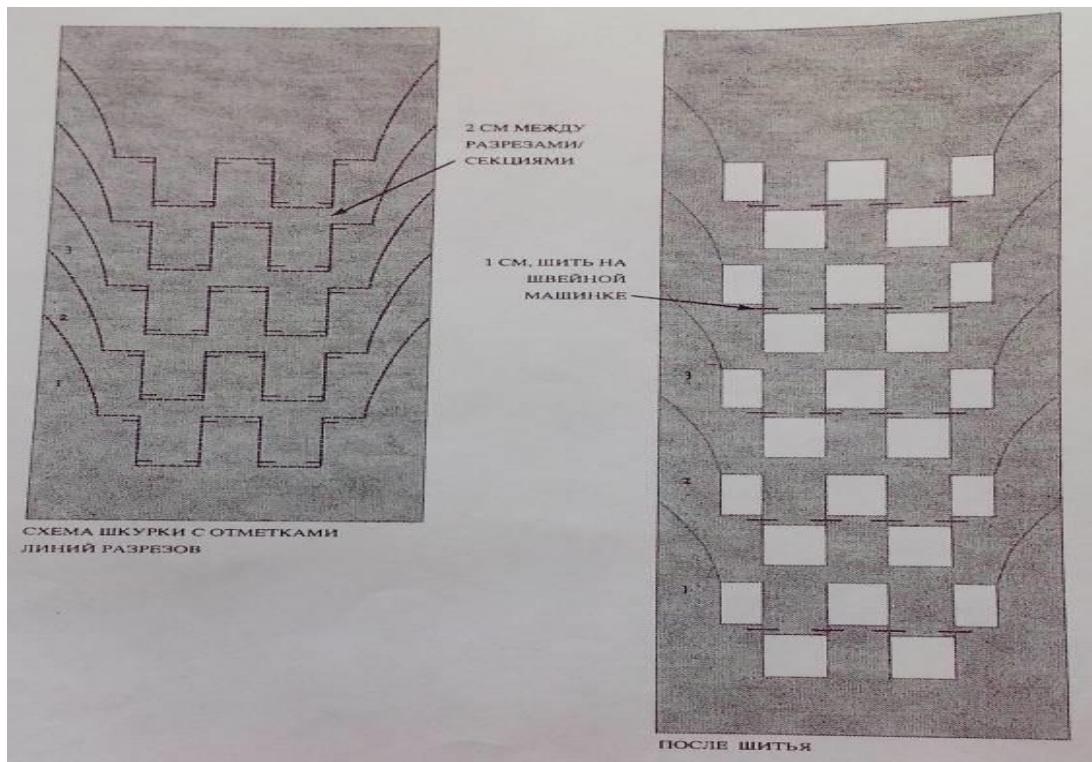 2 СМ МЕЖДУ
РАЗРЕЗАМИ/
СЕКЦИЯМИ
3
2
1
СХЕМА ШКУРКИ С ОТМЕТКАМИ
ЛИНИЙ РАЗРЕЗОВ
1 СМ, ШИТЬ НА
ШВЕЙНОЙ
МАШИНКЕ
3
2
1
ПОСЛЕ ШИТЬЯ